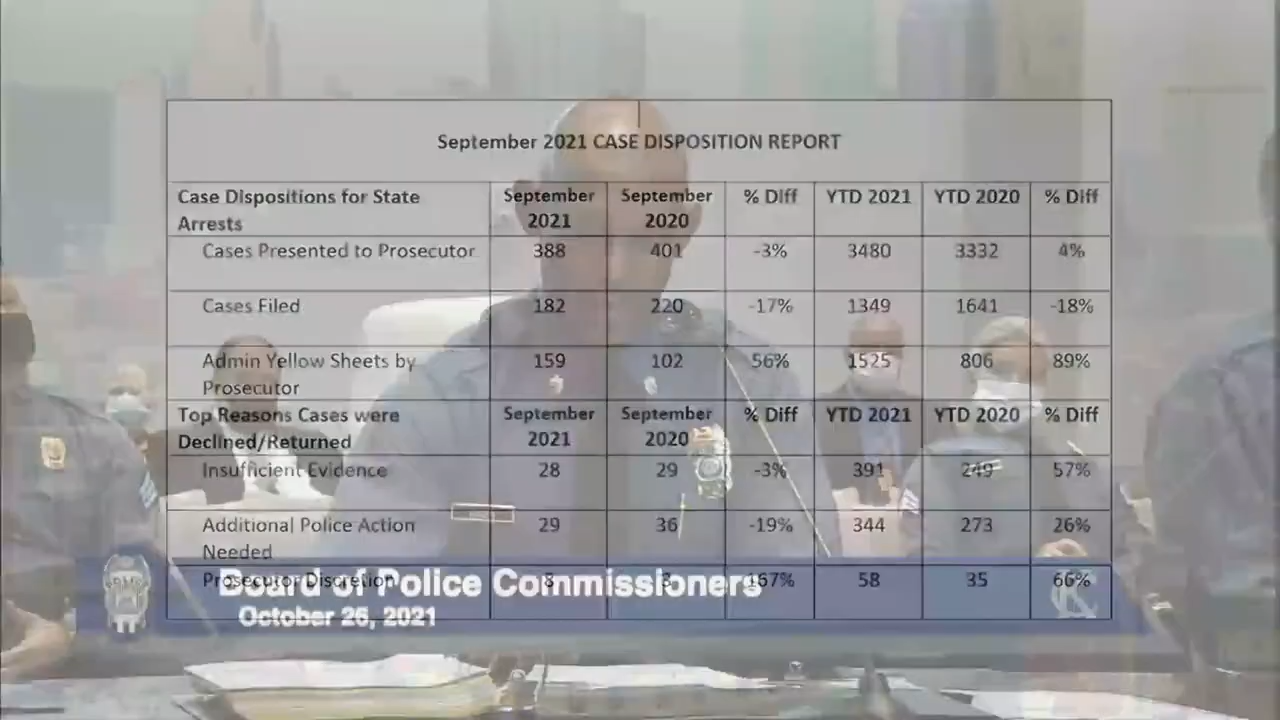 September 2021 CASE DISPOSITION REPORT
Case Dispositions for State Arrests September 2021 September 2020 % Diff YTD 2021 YTD 2020 % Diff
Cases Presented to Prosecutor 388 401 -3% 3480 3332 4%
Cases Filed 182 220 -17% 1349 1641 -18%
Admin Yellow Sheets by Prosecutor 159 102 56% 1525 806 89%
Top Reasons Cases were Declined/Returned September 2021 September 2020 % Diff YTD 2021 YTD 2020 % Diff
Insufficient Evidence 28 29 -3% 391 249 57%
Additional Police Action Needed 29 36 -19% 344 273 26%
Prosecutor Discretion 167% 58 35 66%
Board of Police Commissioners
October 26, 2021
KC